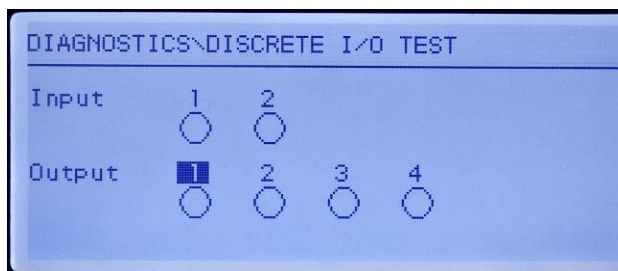 DIAGNOSTICS\DISCRETE I/O TEST
Input 1 2
Output 1 2 3 4